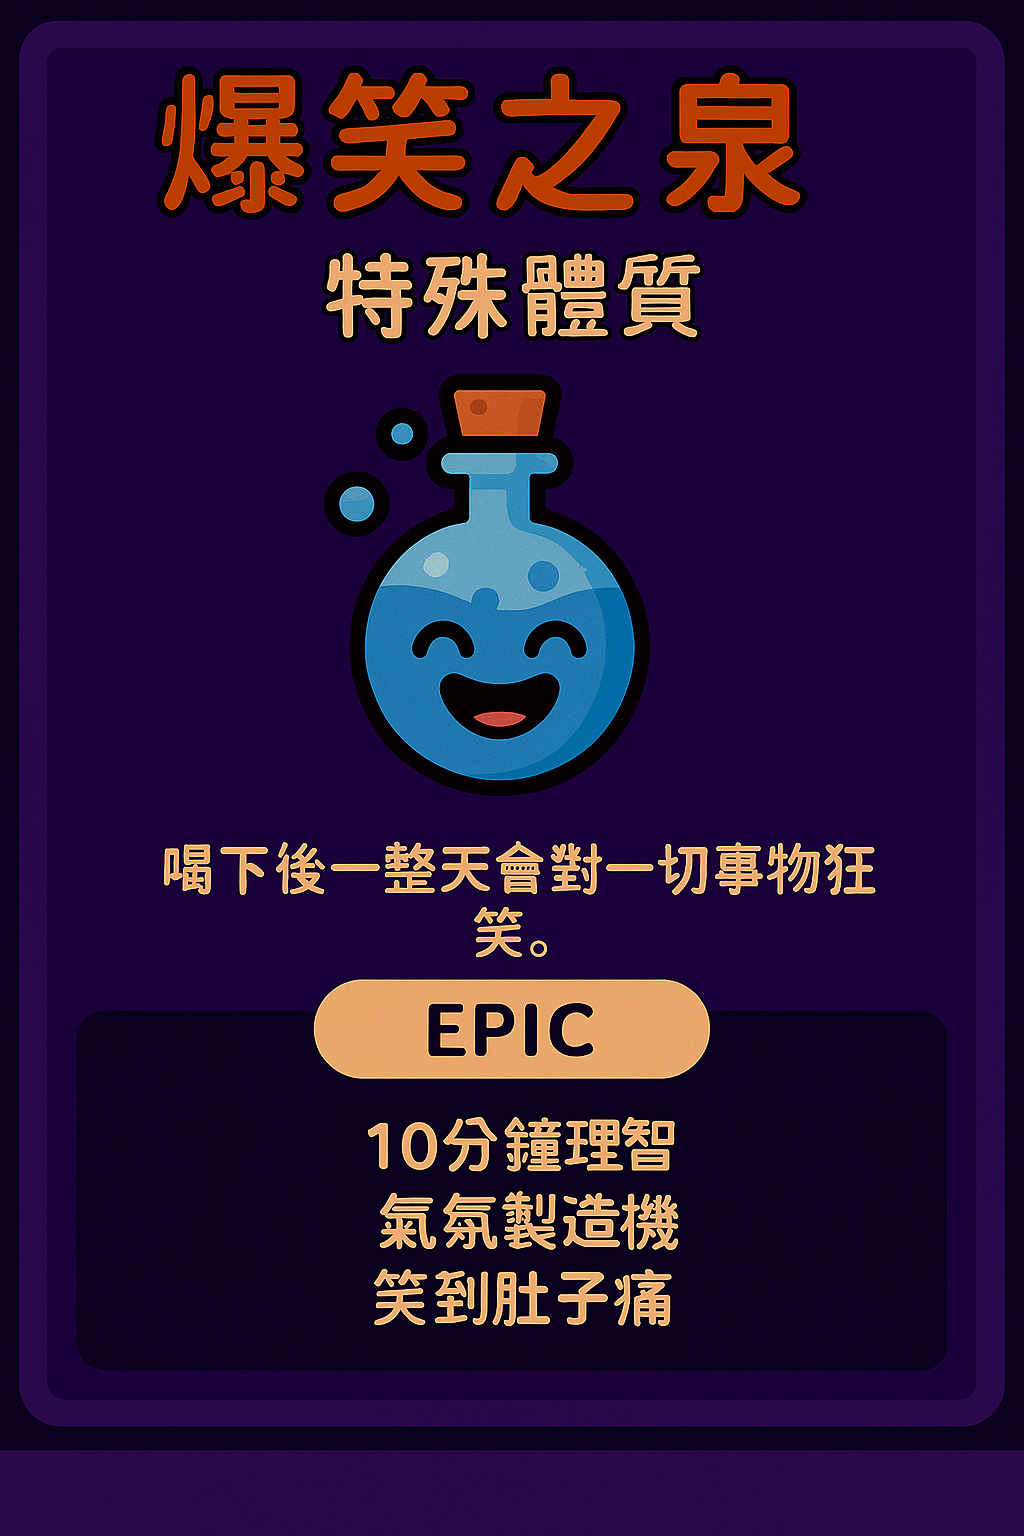 爆笑之泉
特殊體質
喝下後一整天會對一切事物狂
笑。
EPIC
10分鐘理智
氣氛製造機
笑到肚子痛